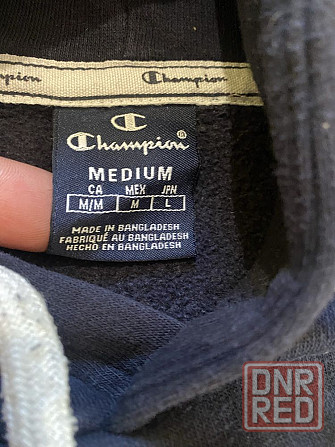 Champion
Champion
C
Champion®
MEDIUM
CA MEX JPN
M/M M L
MADE IN BANGLADESH
FABRIQUÉ AU BANGLADESH
HECHO EN BANGLADESH
DNR
RED